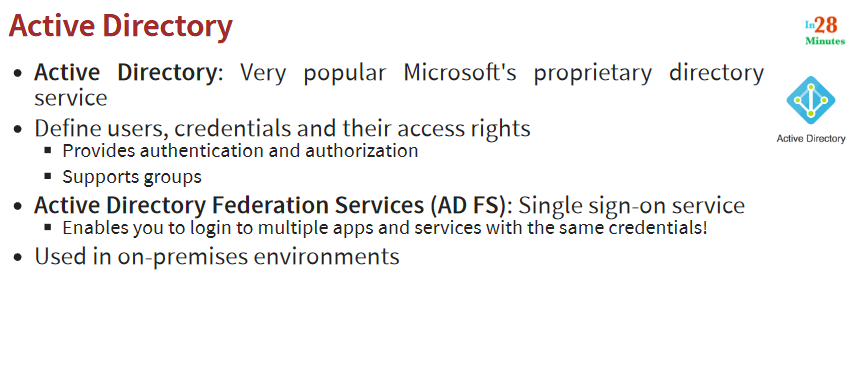 Active Directory
In28
Minutes
• Active Directory: Very popular Microsoft's proprietary directory
service
Active Directory
• Define users, credentials and their access rights
▪ Provides authentication and authorization
▪ Supports groups
• Active Directory Federation Services (AD FS): Single sign-on service
▪ Enables you to login to multiple apps and services with the same credentials!
• Used in on-premises environments